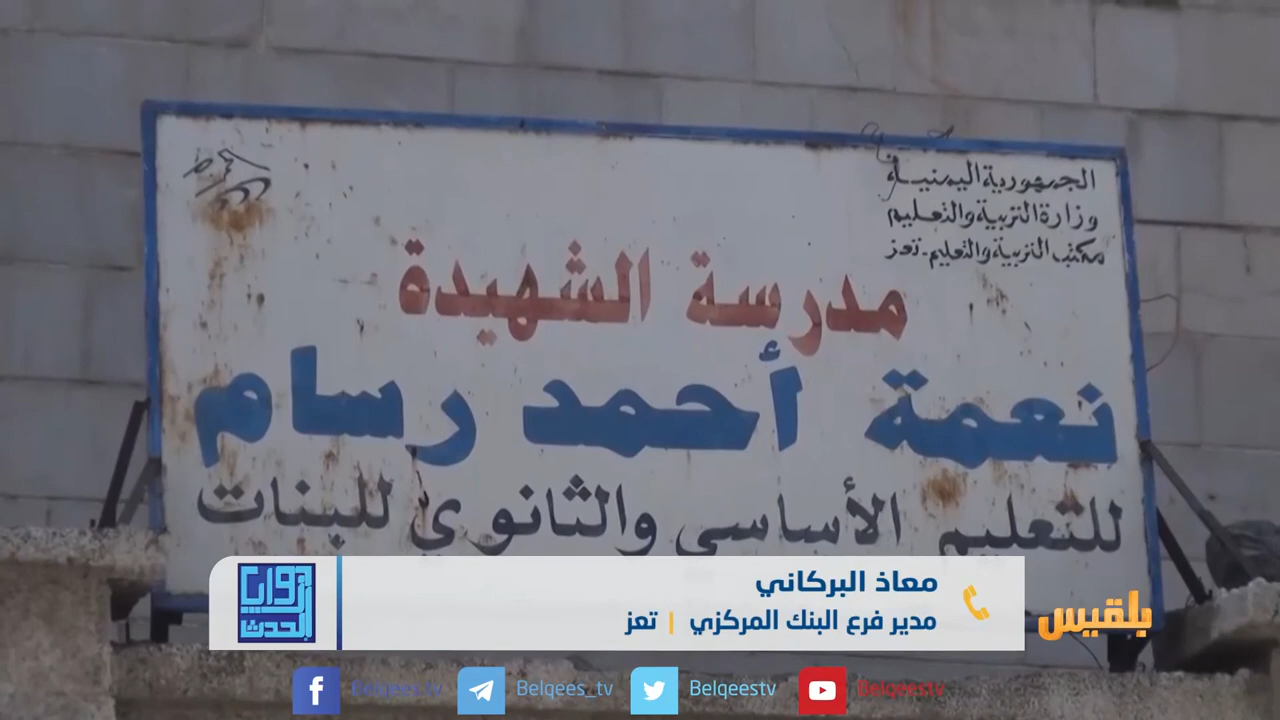 الجمهورية اليمنية
وزارة التربية والتعليم
مكتب التربية والتعليم - تعز
مدرسة الشهيدة
نعمة أحمد رسام
للتعليم الأساسي والثانوي للبنات
معاذ البركاني
مدير فرع البنك المركزي | تعز
زوايا الحدث
بلقيس
Belqees.tv
Belqees_tv
Belqeestv
Belqeestv